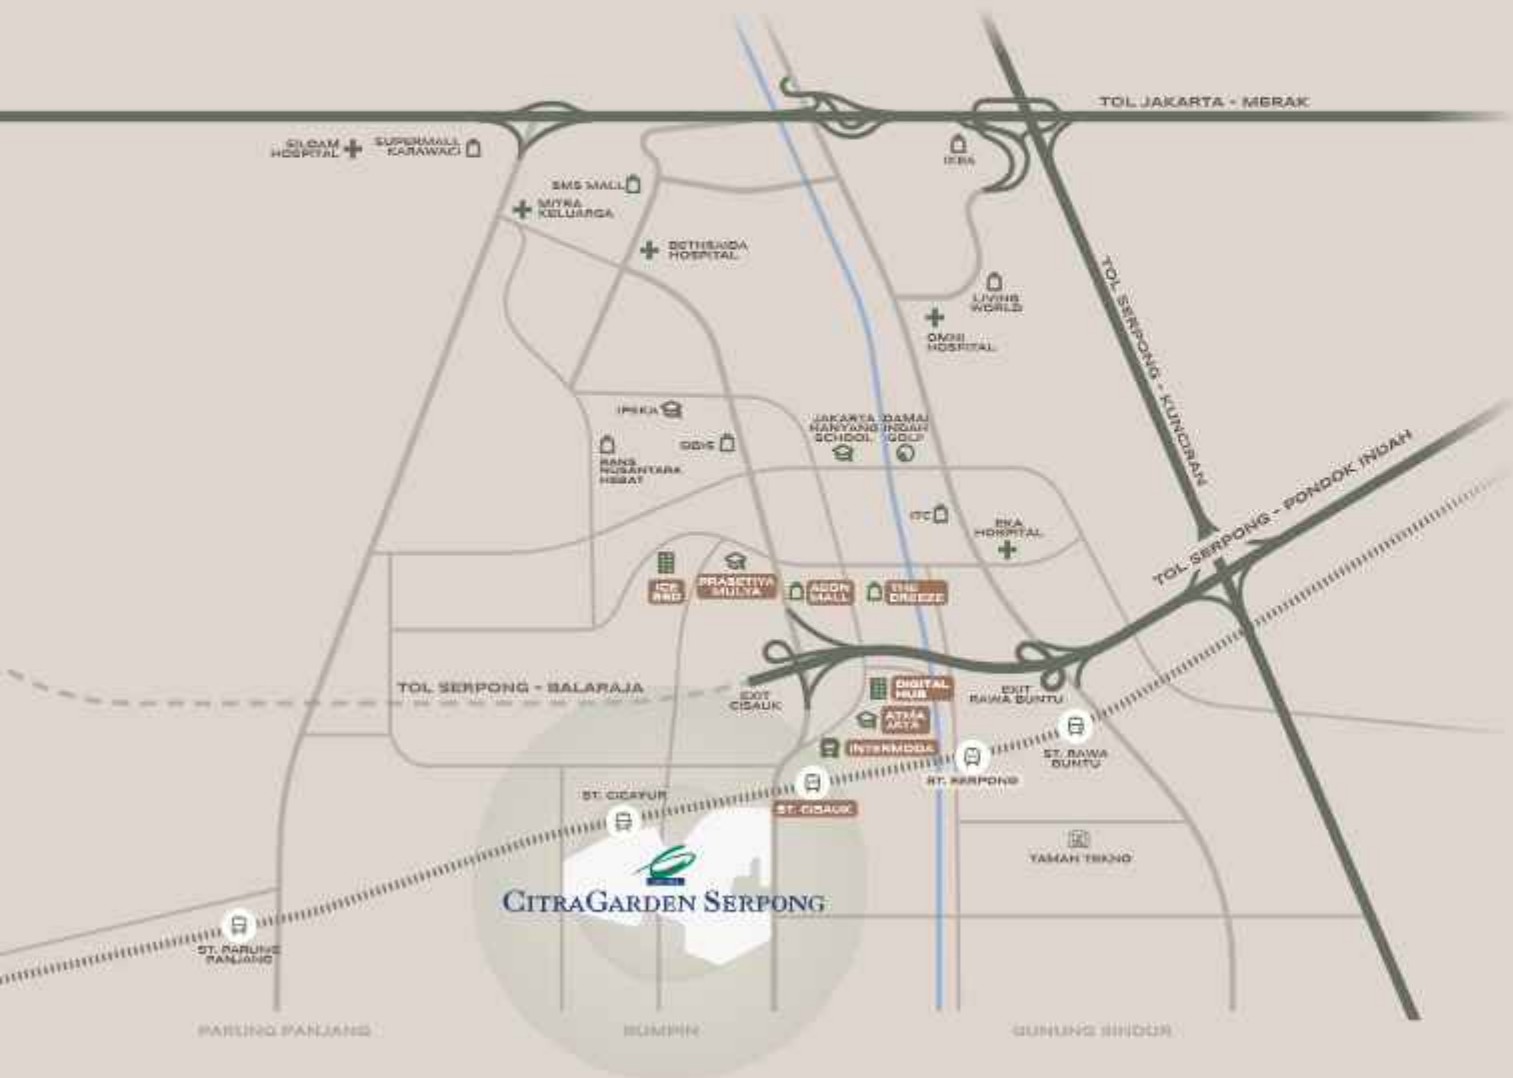 TOL JAKARTA - MERAK
SILOAM
HOSPITAL
SUPERMALL
KARAWACI
IKEA
SMS MALL
MITRA
KELUARGA
BETHSAIDA
HOSPITAL
LIVING
WORLD
OMNI
HOSPITAL
TOL SERPONG - KUNCIRAN
IPEKA
JAKARTA
NANYANG
SCHOOL
DAMAI
INDAH
GOLF
QBIG
BANS
NUSANTARA
HEBAT
TOL SERPONG - PONDOK INDAH
ITC
EKA
HOSPITAL
ICE
BSD
PRASETIYA
MULYA
AEON
MALL
THE
BREEZE
TOL SERPONG - BALARAJA
EXIT
CISAUK
DIGITAL
HUB
EXIT
RAWA BUNTU
ATMA
JAYA
INTERMODA
ST. RAWA
BUNTU
ST. SERPONG
ST. CICAYUR
ST. CISAUK
TAMAN TEKNO
CITRAGARDEN SERPONG
ST. PARUNG
PANJANG
PARUNG PANJANG
RUMPIN
GUNUNG SINDUR